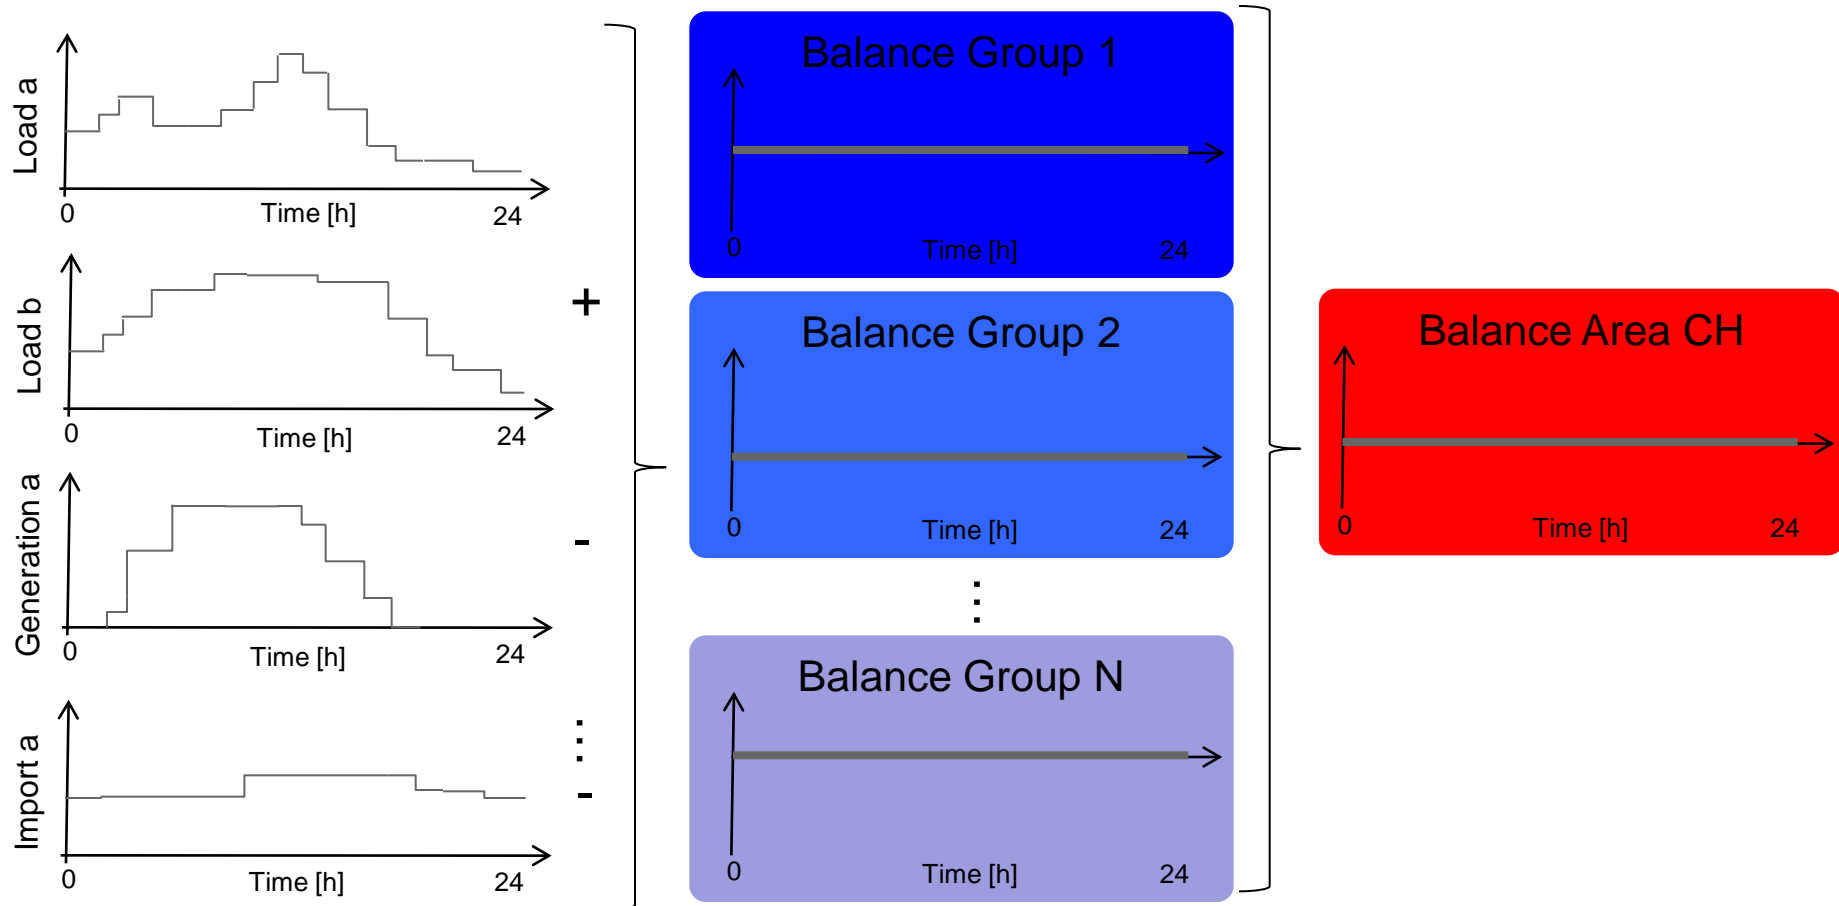 Load a
0
Time [h]
24
Load b
0
Time [h]
24
+
Generation a
0
Time [h]
24
-
⋮
Import a
0
Time [h]
24
-
Balance Group 1
0
Time [h]
24
Balance Group 2
0
Time [h]
24
⋮
Balance Group N
0
Time [h]
24
Balance Area CH
0
Time [h]
24